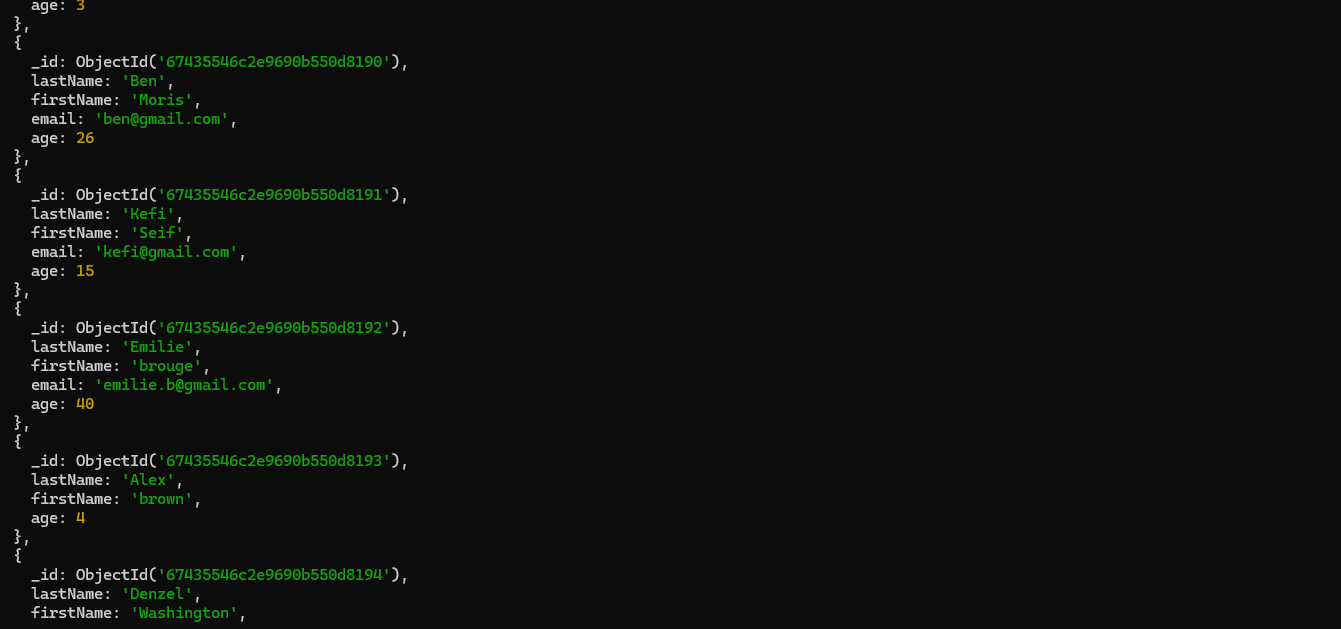 age: 3
},
{
_id: ObjectId('67435546c2e9690b550d8190'),
lastName: 'Ben',
firstName: 'Moris',
email: 'ben@gmail.com',
age: 26
},
{
_id: ObjectId('67435546c2e9690b550d8191'),
lastName: 'Kefi',
firstName: 'Seif',
email: 'kefi@gmail.com',
age: 15
},
{
_id: ObjectId('67435546c2e9690b550d8192'),
lastName: 'Emilie',
firstName: 'brouge',
email: 'emilie.b@gmail.com',
age: 40
},
{
_id: ObjectId('67435546c2e9690b550d8193'),
lastName: 'Alex',
firstName: 'brown',
age: 4
},
{
_id: ObjectId('67435546c2e9690b550d8194'),
lastName: 'Denzel',
firstName: 'Washington',